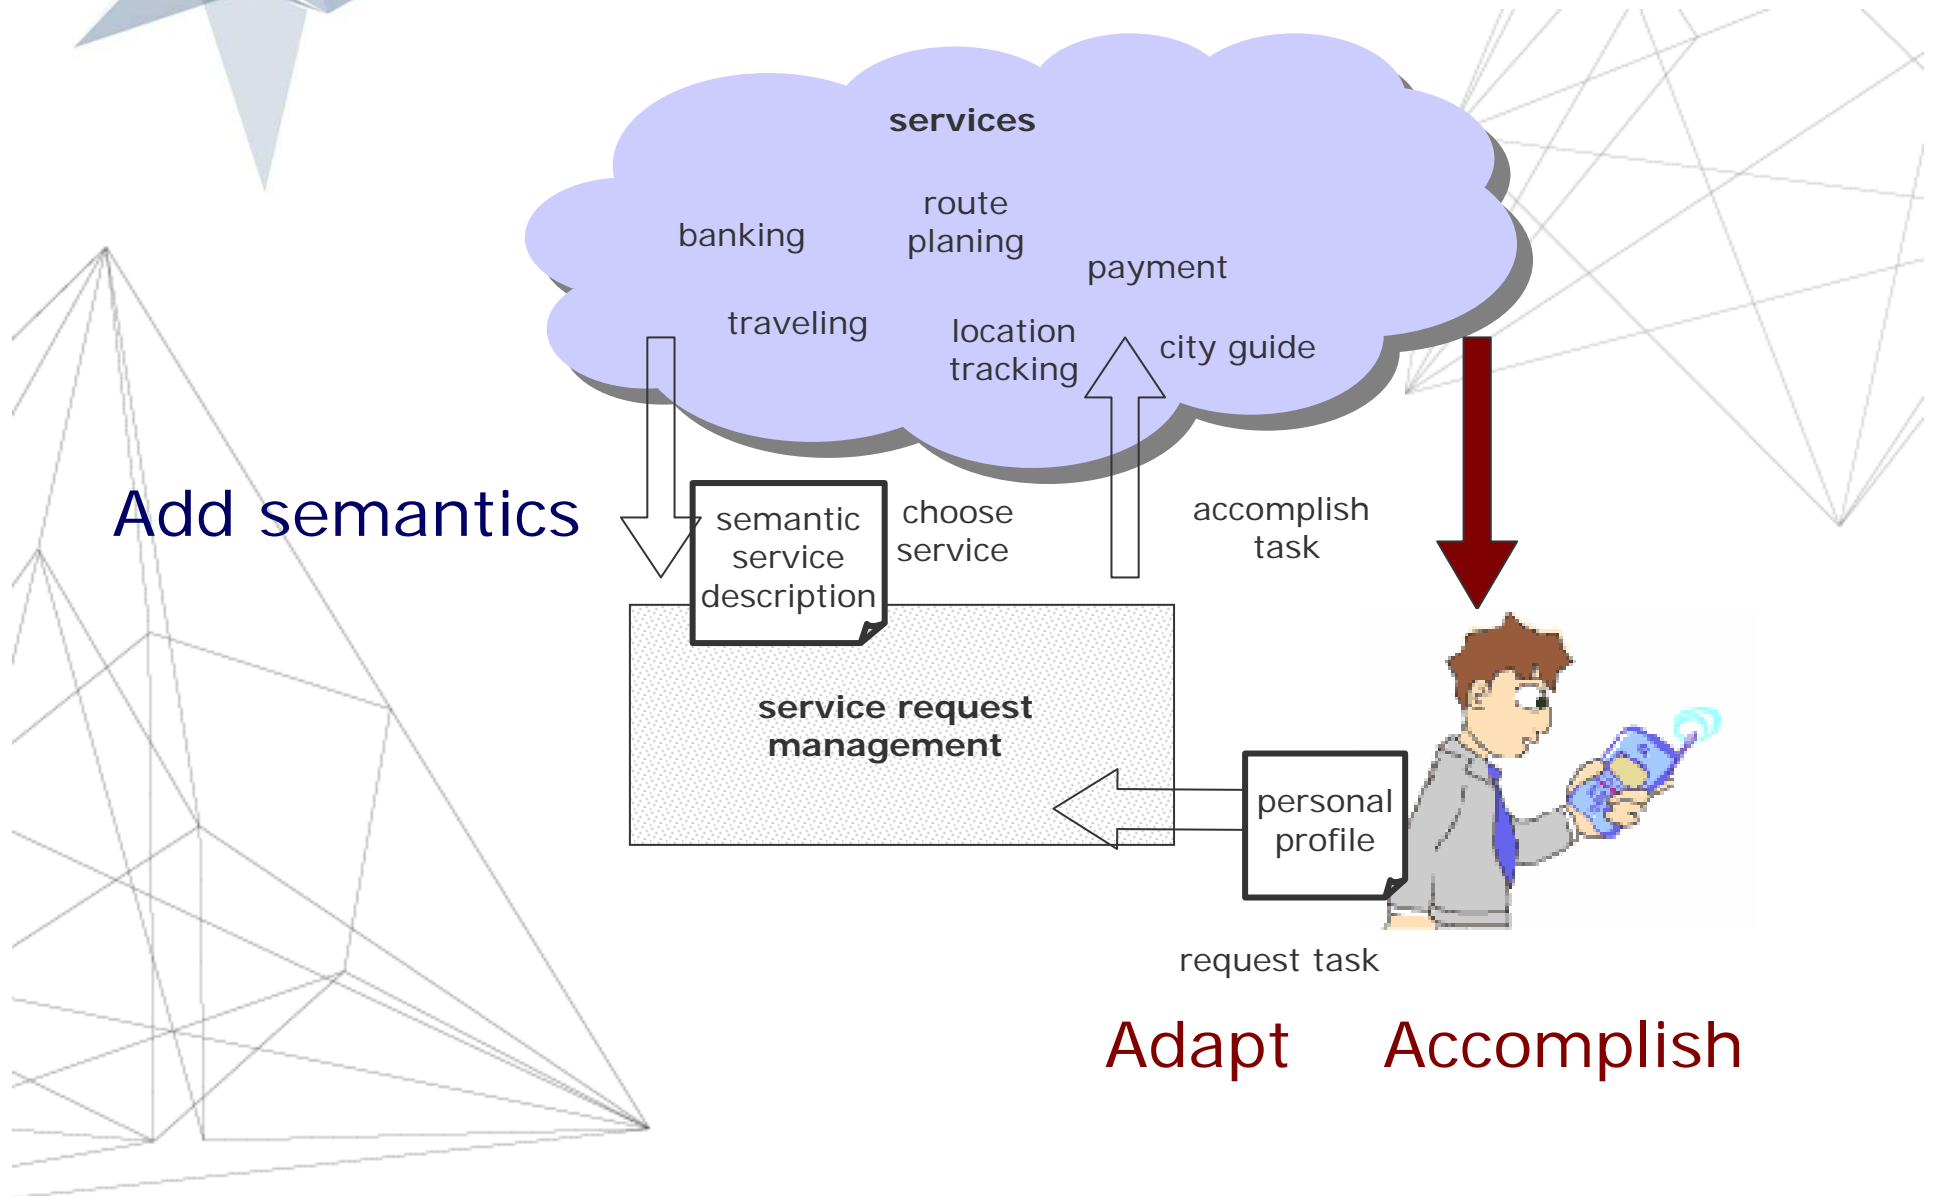 services
banking
route
planing
payment
traveling
location
tracking
city guide
Add semantics
semantic
service
description
choose
service
accomplish
task
service request
management
personal
profile
request task
Adapt
Accomplish